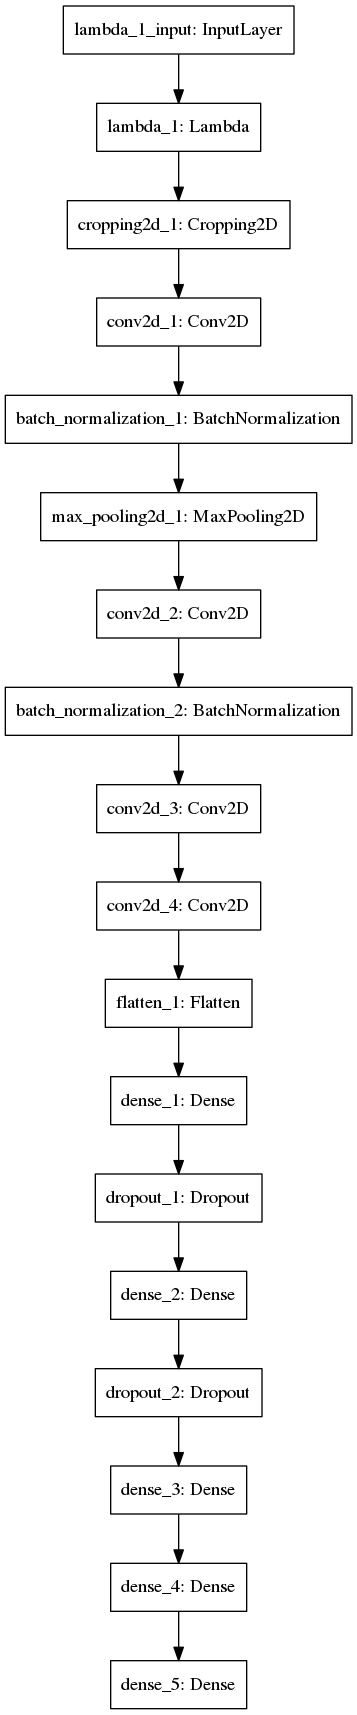 lambda_1_input: InputLayer
lambda_1: Lambda
cropping2d_1: Cropping2D
conv2d_1: Conv2D
batch_normalization_1: BatchNormalization
max_pooling2d_1: MaxPooling2D
conv2d_2: Conv2D
batch_normalization_2: BatchNormalization
conv2d_3: Conv2D
conv2d_4: Conv2D
flatten_1: Flatten
dense_1: Dense
dropout_1: Dropout
dense_2: Dense
dropout_2: Dropout
dense_3: Dense
dense_4: Dense
dense_5: Dense